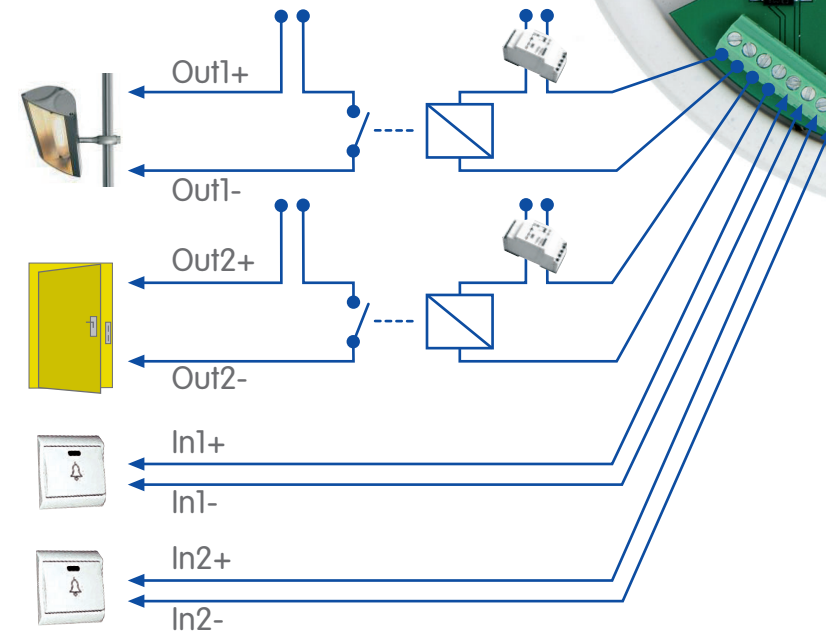 Out1+
Out1-
Out2+
Out2-
In1+
In1-
In2+
In2-